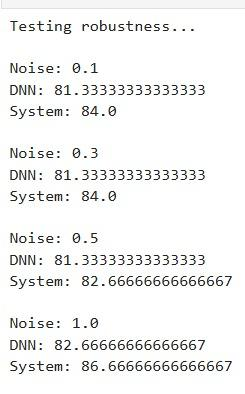 Testing robustness...
Noise: 0.1
DNN: 81.33333333333333
System: 84.0
Noise: 0.3
DNN: 81.33333333333333
System: 84.0
Noise: 0.5
DNN: 81.33333333333333
System: 82.66666666666667
Noise: 1.0
DNN: 82.66666666666667
System: 86.66666666666667